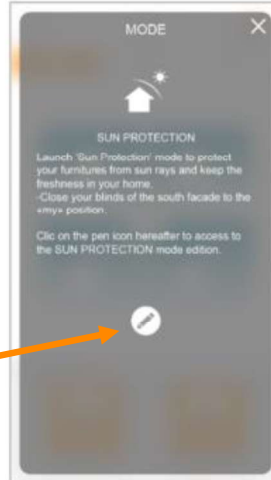 MODE
SUN PROTECTION
Launch 'Sun Protection' mode to protect
your furnitures from sun rays and keep the
freshness in your home.
-Close your blinds of the south facade to the
«my» position.
Clic on the pen icon hereafter to access to
the SUN PROTECTION mode edition.